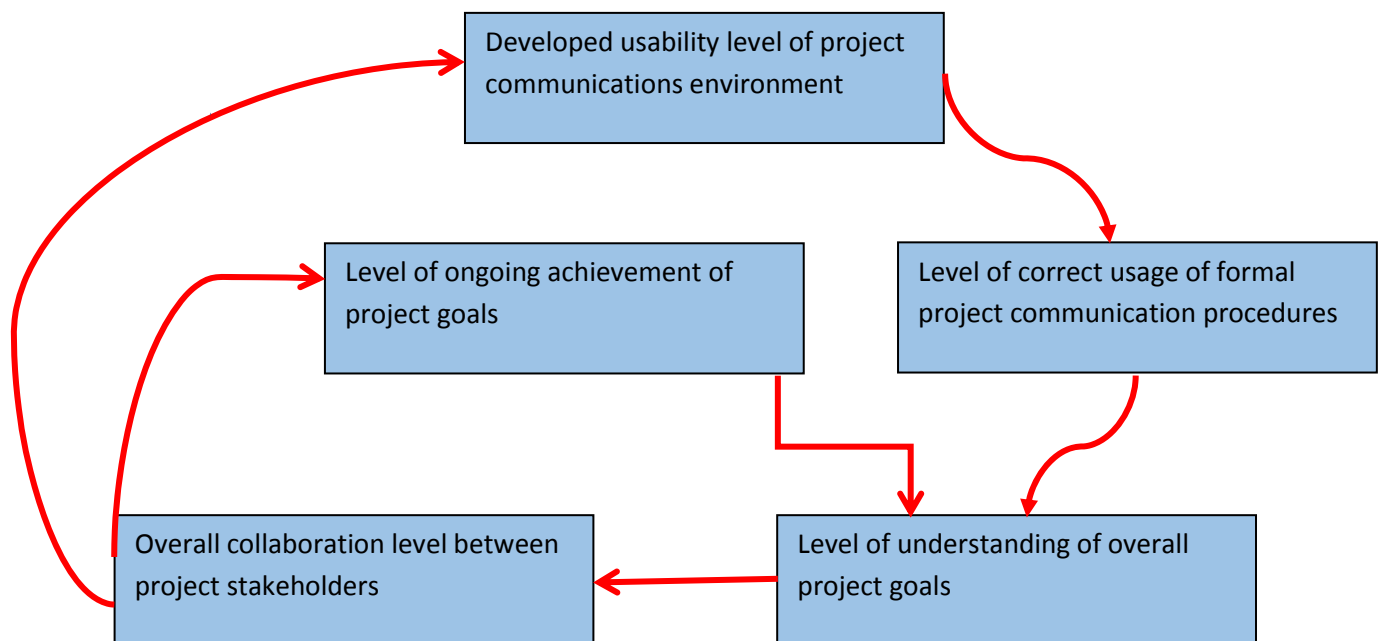 Developed usability level of project
communications environment
Level of ongoing achievement of
project goals
Level of correct usage of formal
project communication procedures
Overall collaboration level between
project stakeholders
Level of understanding of overall
project goals